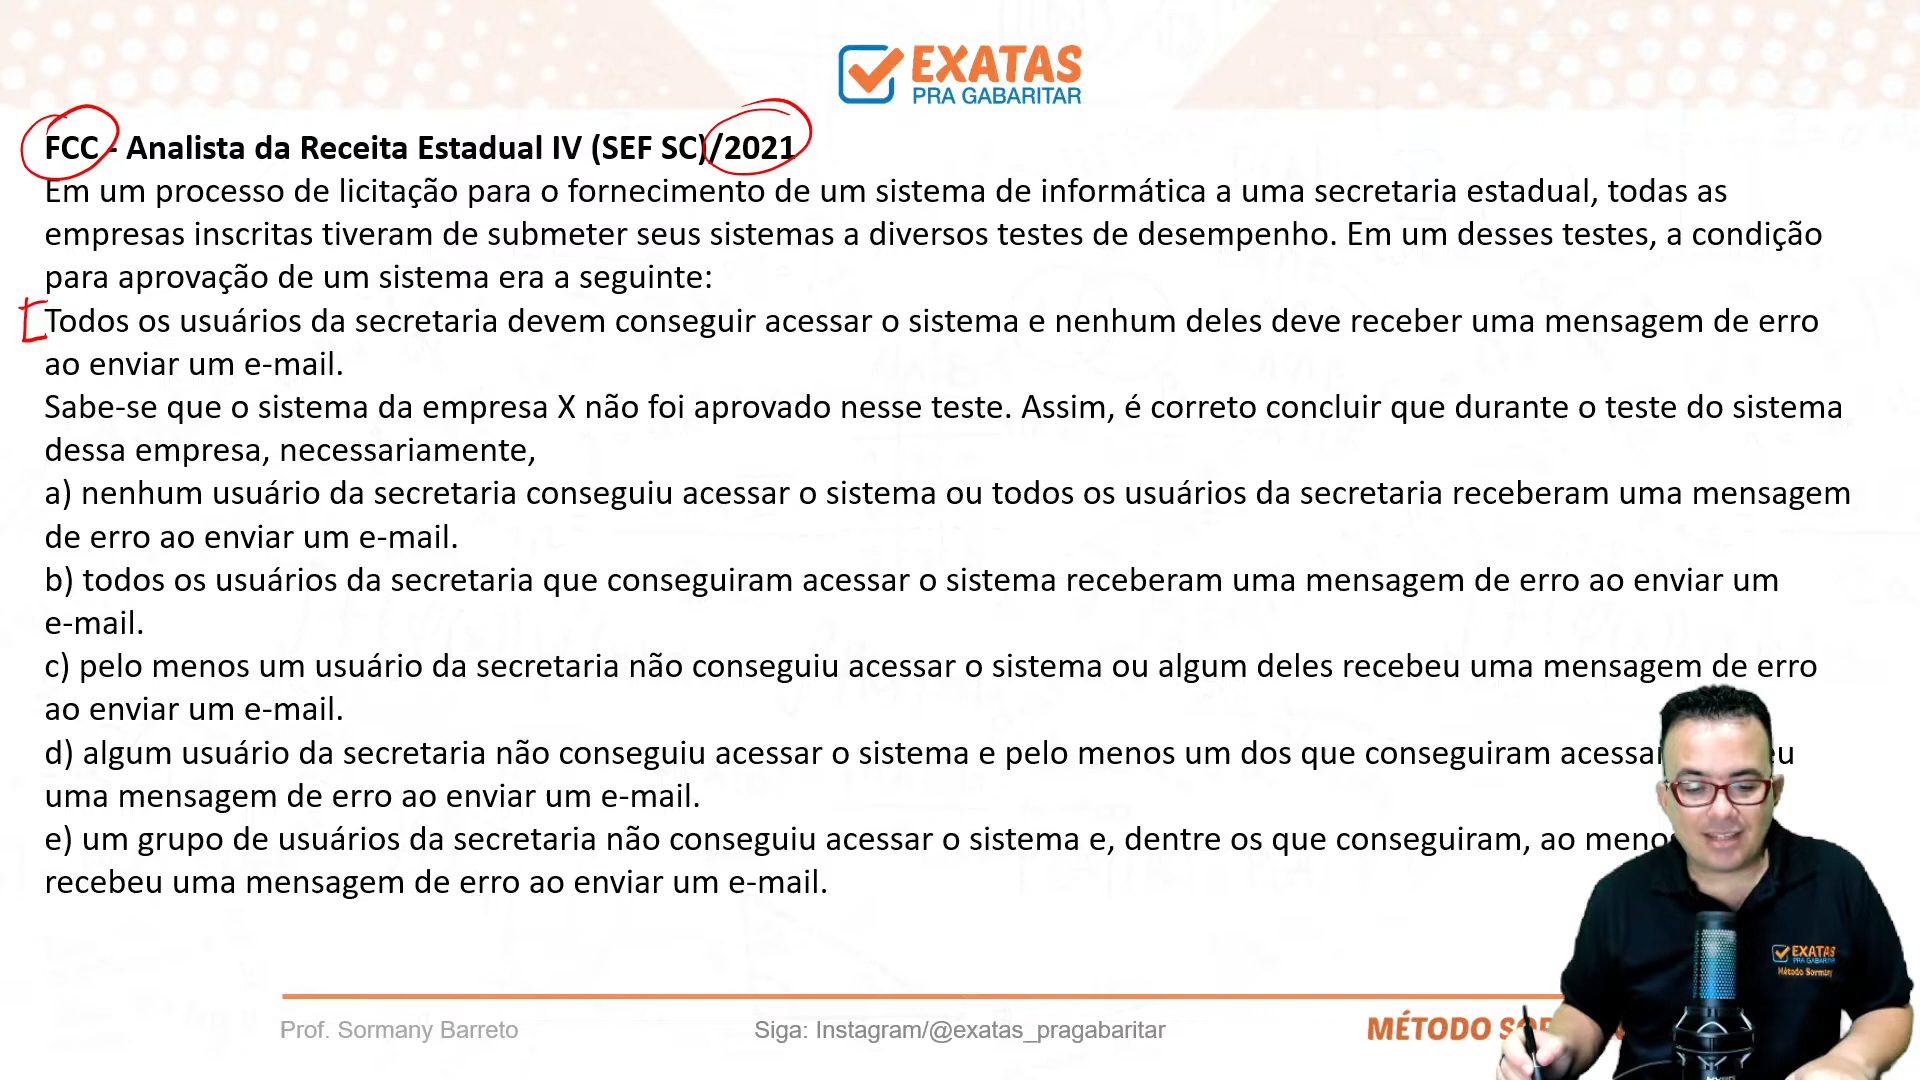 EXATAS
PRA GABARITAR
FCC - Analista da Receita Estadual IV (SEF SC)/2021
Em um processo de licitação para o fornecimento de um sistema de informática a uma secretaria estadual, todas as
empresas inscritas tiveram de submeter seus sistemas a diversos testes de desempenho. Em um desses testes, a condição
para aprovação de um sistema era a seguinte:
Todos os usuários da secretaria devem conseguir acessar o sistema e nenhum deles deve receber uma mensagem de erro
ao enviar um e-mail.
Sabe-se que o sistema da empresa X não foi aprovado nesse teste. Assim, é correto concluir que durante o teste do sistema
dessa empresa, necessariamente,
a) nenhum usuário da secretaria conseguiu acessar o sistema ou todos os usuários da secretaria receberam uma mensagem
de erro ao enviar um e-mail.
b) todos os usuários da secretaria que conseguiram acessar o sistema receberam uma mensagem de erro ao enviar um
e-mail.
c) pelo menos um usuário da secretaria não conseguiu acessar o sistema ou algum deles recebeu uma mensagem de erro
ao enviar um e-mail.
d) algum usuário da secretaria não conseguiu acessar o sistema e pelo menos um dos que conseguiram
uma mensagem de erro ao enviar um e-mail.
e) um grupo de usuários da secretaria não conseguiu acessar o sistema e, dentre os que conseguiram, ao
recebeu uma mensagem de erro ao enviar um e-mail.
EXATAS
PRA GABARITAR
Método Sormany
Prof. Sormany Barreto
Siga: Instagram/@exatas_pragabaritar
MÉTODO